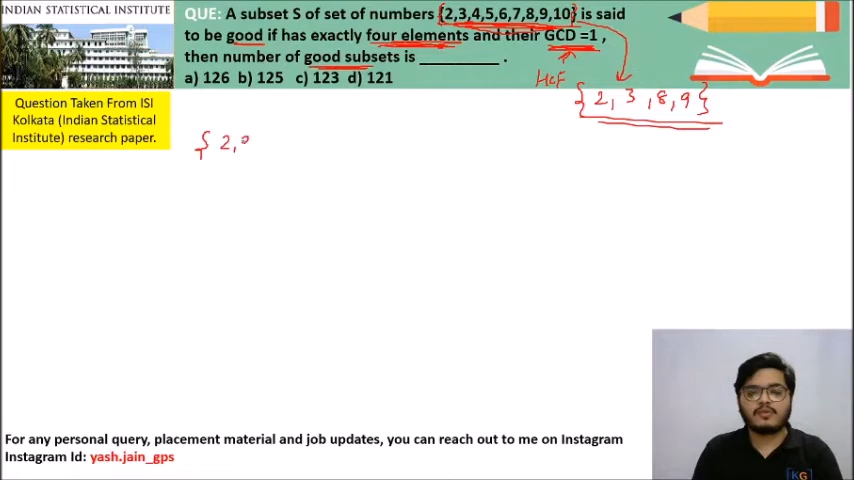 INDIAN STATISTICAL INSTITUTE
QUE: A subset S of set of numbers {2,3,4,5,6,7,8,9,10} is said
to be good if has exactly four elements and their GCD =1 ,
then number of good subsets is _________ .
a) 126 b) 125 c) 123 d) 121
HCF
{2, 3, 8, 9}
Question Taken From ISI
Kolkata (Indian Statistical
Institute) research paper.
{ 2,
For any personal query, placement material and job updates, you can reach out to me on Instagram
Instagram Id: yash.jain_gps
KG